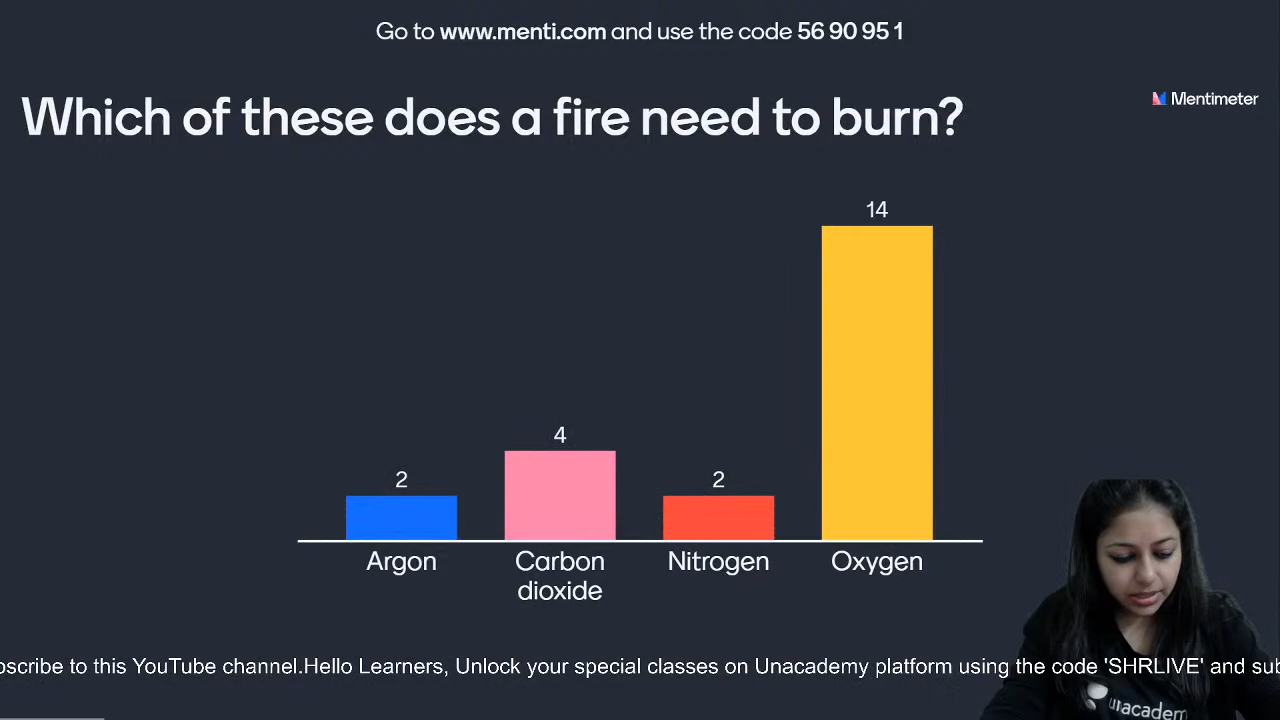 Go to www.menti.com and use the code 56 90 95 1
Which of these does a fire need to burn?
Mentimeter
14
4
2
2
Argon
Carbon
dioxide
Nitrogen
Oxygen
bscribe to this YouTube channel.Hello Learners, Unlock your special classes on Unacademy platform using the code 'SHRLIVE' and sub
unacademy